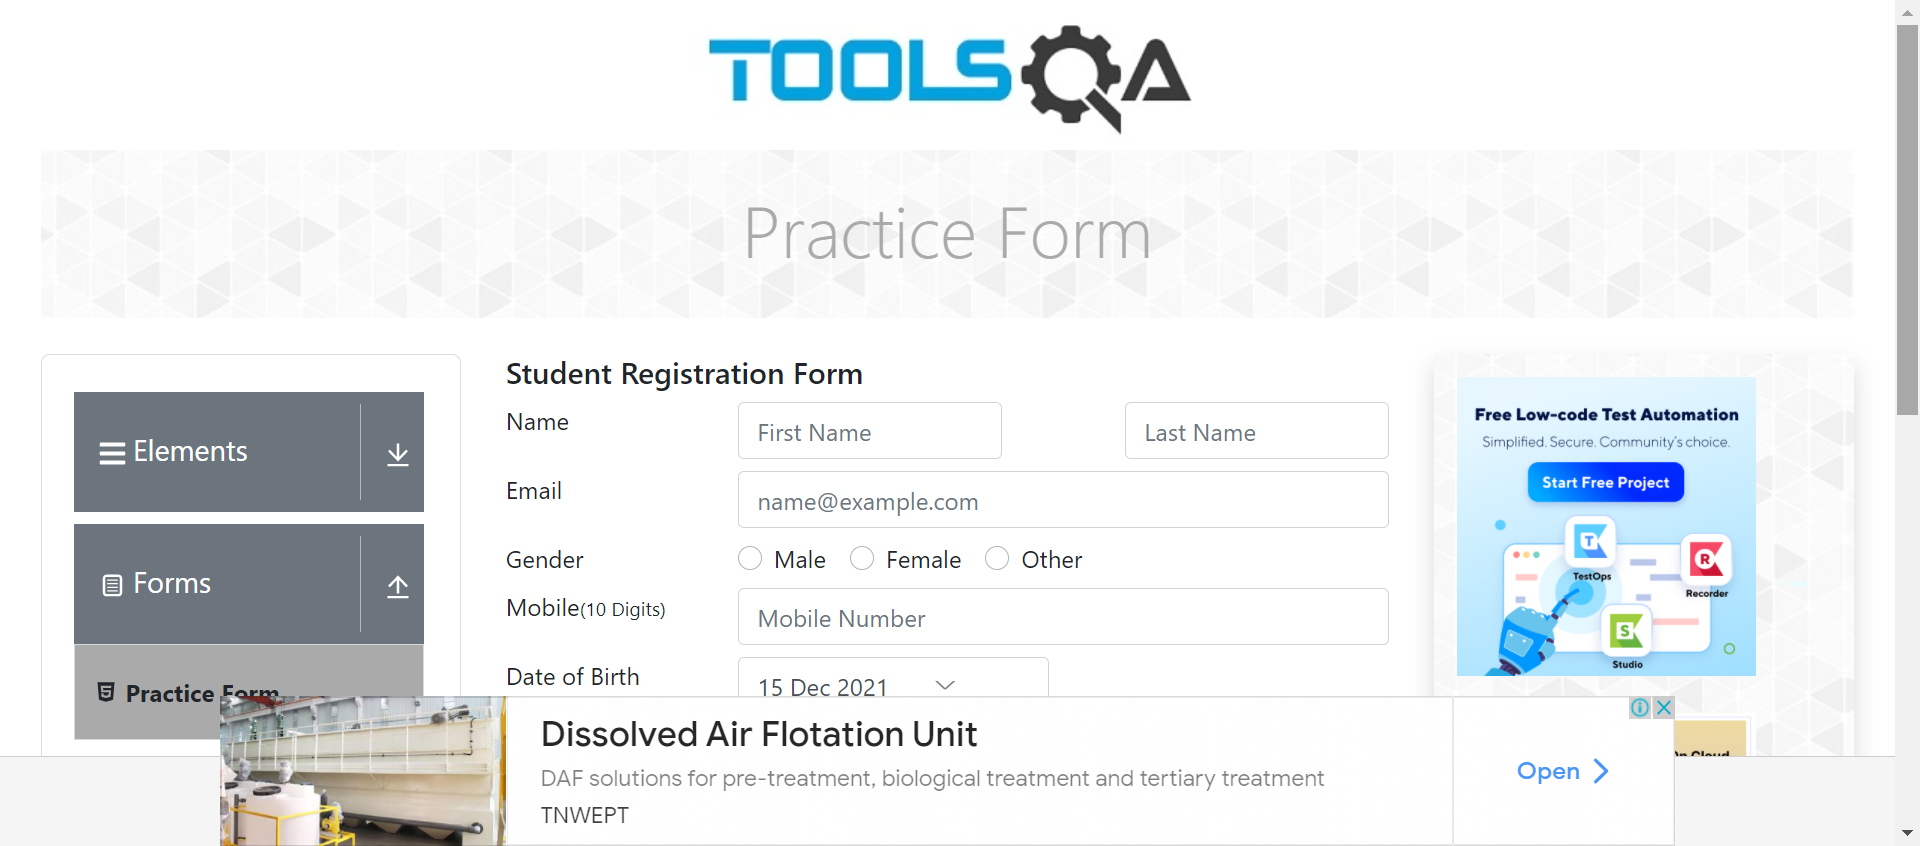 TOOLSQA
Practice Form
Elements
Forms
Practice Form
Student Registration Form
Name
First Name
Last Name
Email
name@example.com
Gender
Male
Female
Other
Mobile(10 Digits)
Mobile Number
Date of Birth
15 Dec 2021
Free Low-code Test Automation
Simplified. Secure. Community's choice.
Start Free Project
TestOps
Recorder
Studio
Dissolved Air Flotation Unit
DAF solutions for pre-treatment, biological treatment and tertiary treatment
TNWEPT
Open
On Cloud